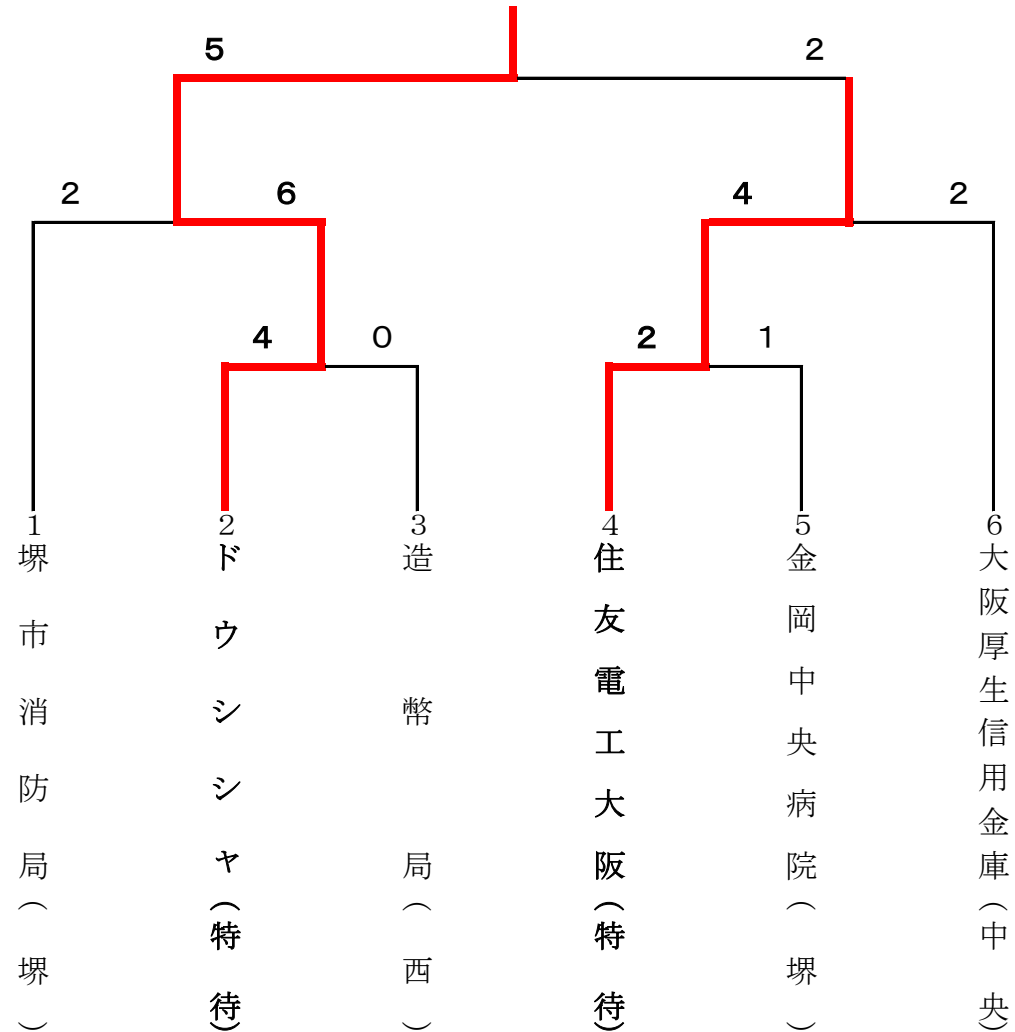 5 2
2 6 4 2
4 0 2 1
1 2 3 4 5 6
堺市消防局(堺)
ドウシシャ(特待)
造幣局(西)
住友電工大阪(特待)
金岡中央病院(堺)
大阪厚生信用金庫(中央)